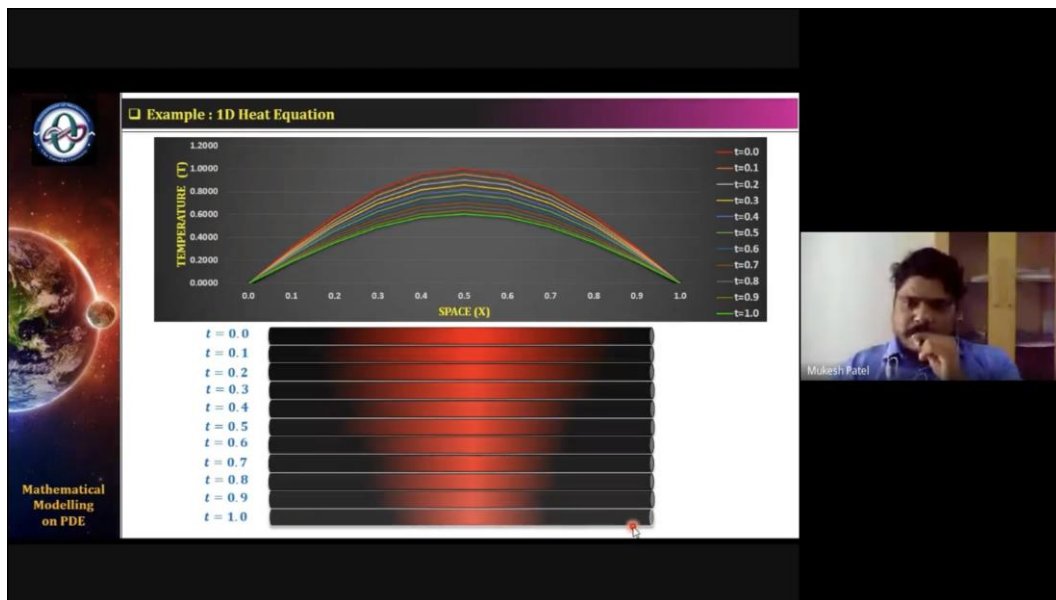 ❑ Example : 1D Heat Equation
1.2000
1.0000
0.8000
0.6000
0.4000
0.2000
0.0000
TEMPERATURE (T)
0.0 0.1 0.2 0.3 0.4 0.5 0.6 0.7 0.8 0.9 1.0
SPACE (X)
t=0.0
t=0.1
t=0.2
t=0.3
t=0.4
t=0.5
t=0.6
t=0.7
t=0.8
t=0.9
t=1.0
t = 0.0
t = 0.1
t = 0.2
t = 0.3
t = 0.4
t = 0.5
t = 0.6
t = 0.7
t = 0.8
t = 0.9
t = 1.0
Mathematical
Modelling
on PDE
Mukesh Patel